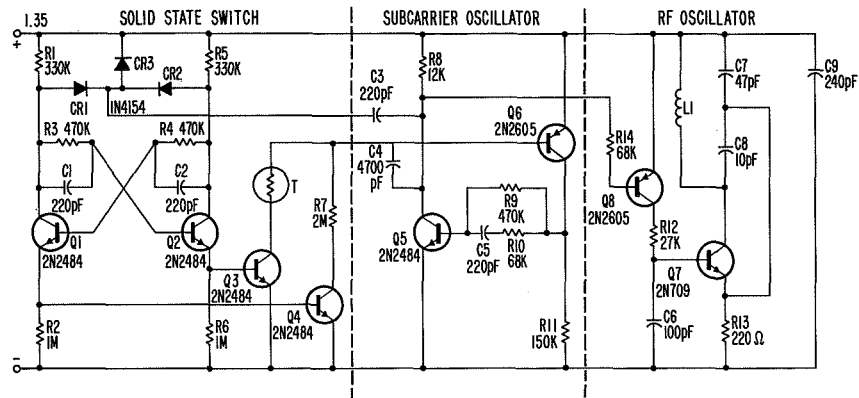 SOLID STATE SWITCH
SUBCARRIER OSCILLATOR
RF OSCILLATOR
1.35
+
R1
330K
CR3
R5
330K
CR2
CR1
1N4154
R3 470K
R4 470K
C1
220pF
C2
220pF
Q1
2N2484
Q2
2N2484
T
R7
2M
Q3
2N2484
Q4
2N2484
R2
1M
R6
1M
−
C3
220pF
R8
12K
C4
4700
pF
Q6
2N2605
R9
470K
C5
220pF
R10
68K
Q5
2N2484
R11
150K
R14
68K
Q8
2N2605
L1
C7
47pF
C8
10pF
C9
240pF
R12
27K
Q7
2N709
C6
100pF
R13
220 Ω